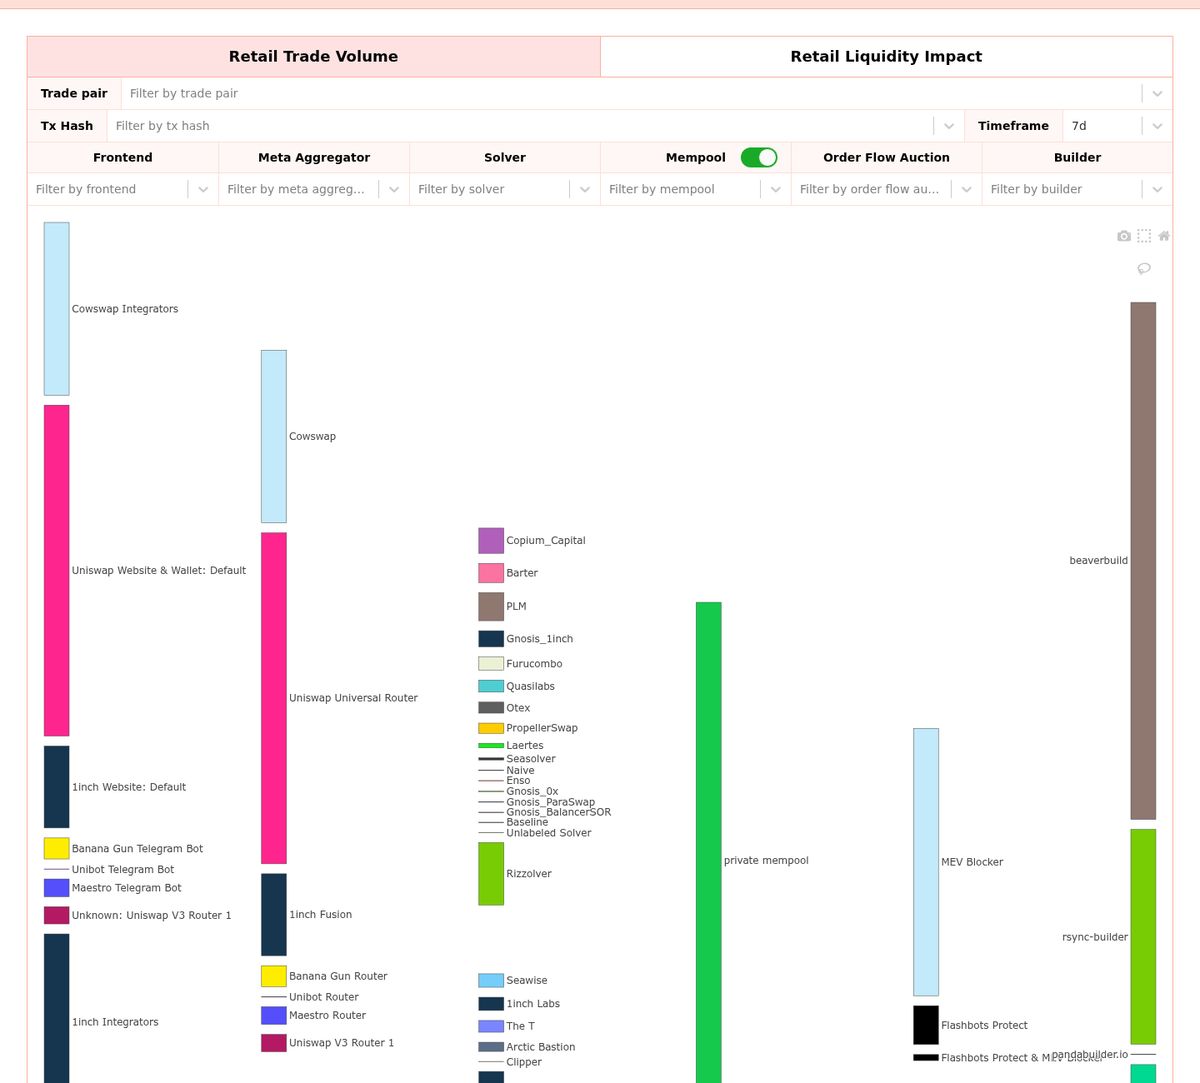 Retail Trade Volume
Retail Liquidity Impact
Trade pair
Filter by trade pair
Tx Hash
Filter by tx hash
Timeframe
7d
Frontend
Meta Aggregator
Solver
Mempool
Order Flow Auction
Builder
Filter by frontend
Filter by meta aggreg...
Filter by solver
Filter by mempool
Filter by order flow au...
Filter by builder
Cowswap Integrators
Uniswap Website & Wallet: Default
1inch Website: Default
Banana Gun Telegram Bot
Unibot Telegram Bot
Maestro Telegram Bot
Unknown: Uniswap V3 Router 1
1inch Integrators
Cowswap
Uniswap Universal Router
1inch Fusion
Banana Gun Router
Unibot Router
Maestro Router
Uniswap V3 Router 1
Copium_Capital
Barter
PLM
Gnosis_1inch
Furucombo
Quasilabs
Otex
PropellerSwap
Laertes
Seasolver
Naive
Enso
Gnosis_0x
Gnosis_ParaSwap
Gnosis_BalancerSOR
Baseline
Unlabeled Solver
Rizzolver
Seawise
1inch Labs
The T
Arctic Bastion
Clipper
private mempool
MEV Blocker
Flashbots Protect
Flashbots Protect & MEV Blocker
beaverbuild
rsync-builder
pandabuilder.io